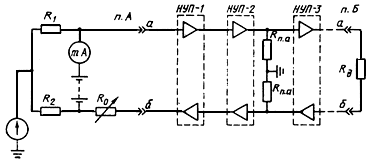 п. А НУП-1 НУП-2 НУП-3 п. Б
R₁ а а
mA Rп.а Rд
Rп.а
R₂ R₀ б б